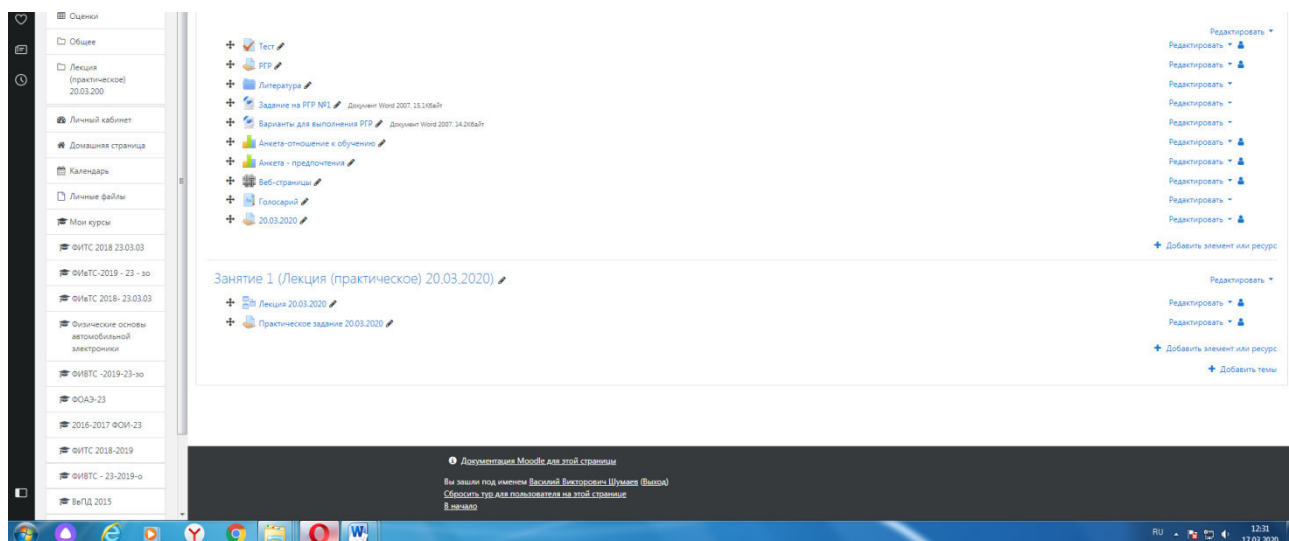 Оценки
Общее
Лекция
(практическое)
20.03.200
Личный кабинет
Домашняя страница
Календарь
Личные файлы
Мои курсы
ФИТС 2018 23.03.03
ФИвТС-2019 - 23 - зо
ФИвТС 2018- 23.03.03
Физические основы
автомобильной
электроники
ФИВТС -2019-23-зо
ФОАЭ-23
2016-2017 ФОИ-23
ФИТС 2018-2019
ФИВТС - 23-2019-о
ВеПД 2015
Редактировать
Тест Редактировать
РГР Редактировать
Литература Редактировать
Задание на РГР №1 Документ Word 2007, 15.1Кбайт Редактировать
Варианты для выполнения РГР Документ Word 2007, 14.2Кбайт Редактировать
Анкета-отношение к обучению Редактировать
Анкета - предпочтения Редактировать
Веб-страницы Редактировать
Голосарий Редактировать
20.03.2020 Редактировать
Добавить элемент или ресурс
Занятие 1 (Лекция (практическое) 20.03.2020) Редактировать
Лекция 20.03.2020 Редактировать
Практическое задание 20.03.2020 Редактировать
Добавить элемент или ресурс
Добавить темы
Документация Moodle для этой страницы
Вы зашли под именем Василий Викторович Шумаев (Выход)
Сбросить тур для пользователя на этой странице
В начало
RU 12:31
17.03.2020